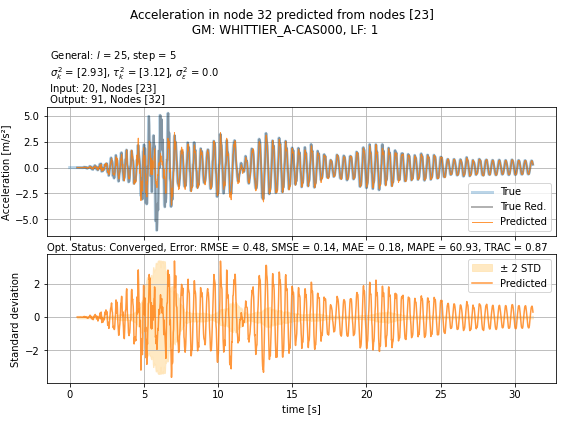 Acceleration in node 32 predicted from nodes [23]
GM: WHITTIER_A-CAS000, LF: 1
General: l = 25, step = 5
σ²ₖ = [2.93], τ²ₖ = [3.12], σ²ε = 0.0
Input: 20, Nodes [23]
Output: 91, Nodes [32]
Acceleration [m/s²]
5.0
2.5
0.0
−2.5
−5.0
True
True Red.
Predicted
Opt. Status: Converged, Error: RMSE = 0.48, SMSE = 0.14, MAE = 0.18, MAPE = 60.93, TRAC = 0.87
Standard deviation
2
0
−2
± 2 STD
Predicted
0 5 10 15 20 25 30
time [s]